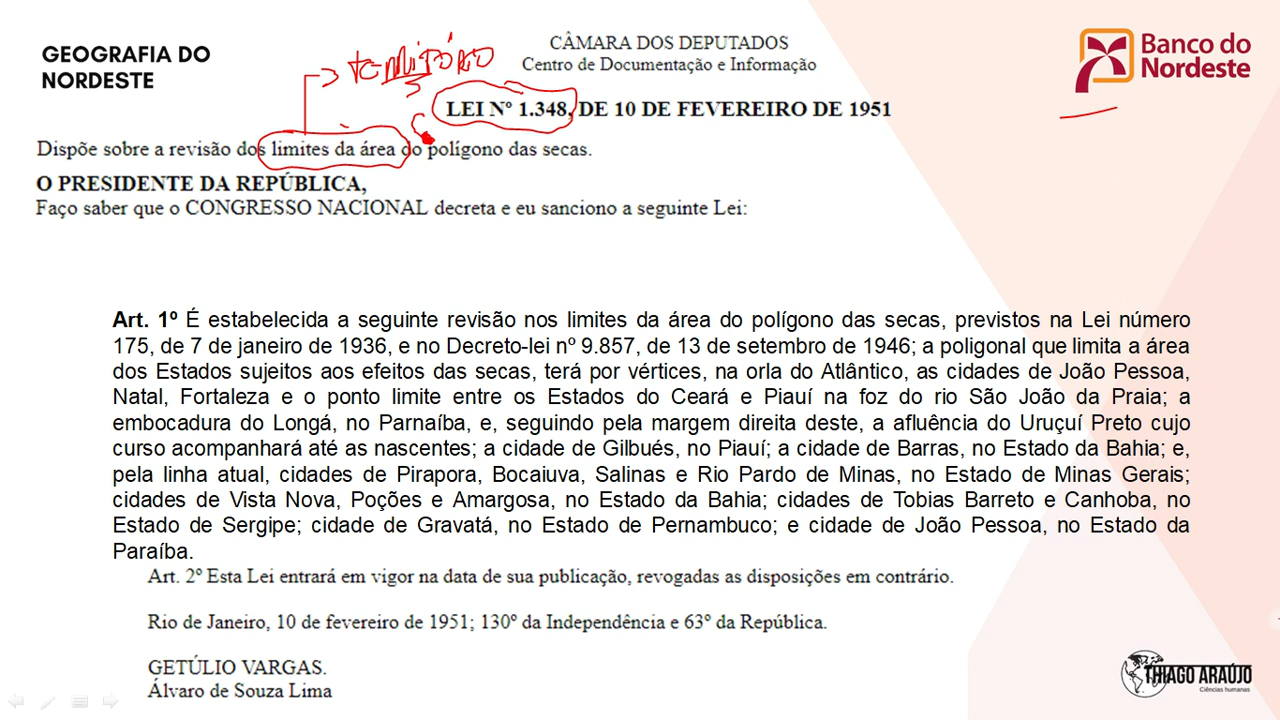 GEOGRAFIA DO
NORDESTE
território
CÂMARA DOS DEPUTADOS
Centro de Documentação e Informação
Banco do
Nordeste
LEI Nº 1.348, DE 10 DE FEVEREIRO DE 1951
Dispõe sobre a revisão dos limites da área do polígono das secas.
O PRESIDENTE DA REPÚBLICA,
Faço saber que o CONGRESSO NACIONAL decreta e eu sanciono a seguinte Lei:
Art. 1º É estabelecida a seguinte revisão nos limites da área do polígono das secas, previstos na Lei número
175, de 7 de janeiro de 1936, e no Decreto-lei nº 9.857, de 13 de setembro de 1946; a poligonal que limita a área
dos Estados sujeitos aos efeitos das secas, terá por vértices, na orla do Atlântico, as cidades de João Pessoa,
Natal, Fortaleza e o ponto limite entre os Estados do Ceará e Piauí na foz do rio São João da Praia; a
embocadura do Longá, no Parnaíba, e, seguindo pela margem direita deste, a afluência do Uruçuí Preto cujo
curso acompanhará até as nascentes; a cidade de Gilbués, no Piauí; a cidade de Barras, no Estado da Bahia; e,
pela linha atual, cidades de Pirapora, Bocaiuva, Salinas e Rio Pardo de Minas, no Estado de Minas Gerais;
cidades de Vista Nova, Poções e Amargosa, no Estado da Bahia; cidades de Tobias Barreto e Canhoba, no
Estado de Sergipe; cidade de Gravatá, no Estado de Pernambuco; e cidade de João Pessoa, no Estado da
Paraíba.
Art. 2º Esta Lei entrará em vigor na data de sua publicação, revogadas as disposições em contrário.
Rio de Janeiro, 10 de fevereiro de 1951; 130º da Independência e 63º da República.
GETÚLIO VARGAS.
Álvaro de Souza Lima
THIAGO ARAÚJO
Ciências humanas